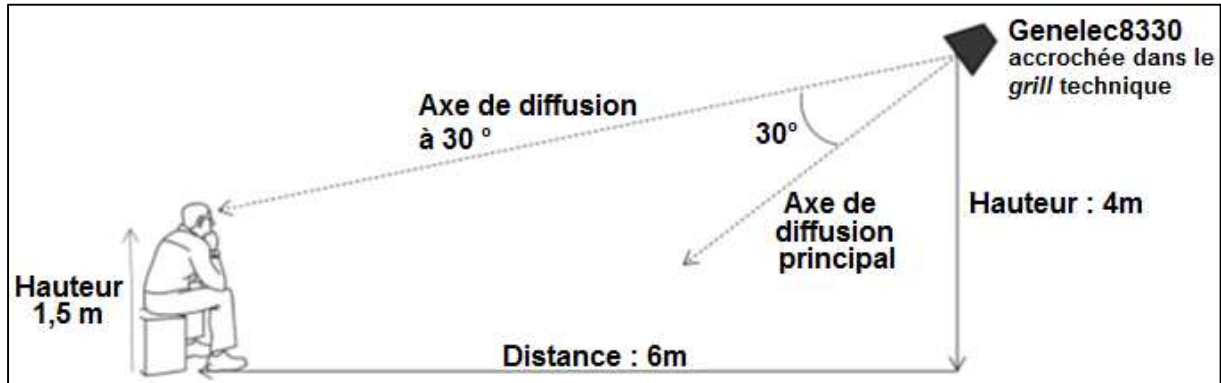 Genelec8330
accrochée dans le
grill technique
Axe de diffusion
à 30 °
30°
Axe de
diffusion
principal
Hauteur : 4m
Hauteur
1,5 m
Distance : 6m